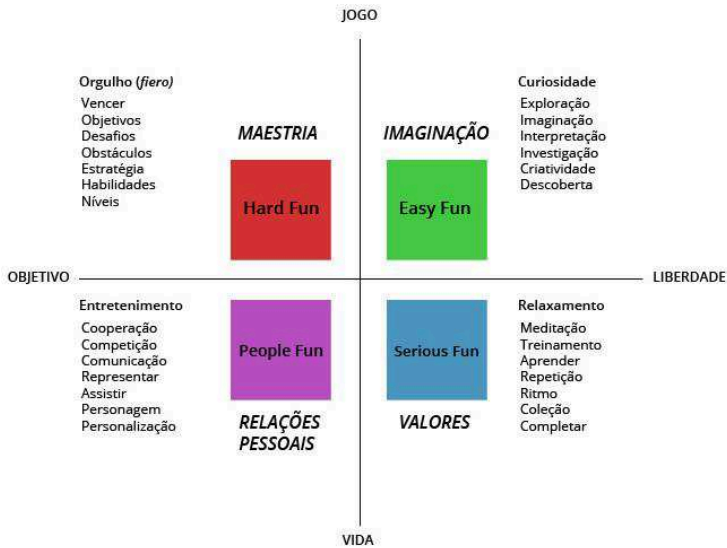 JOGO
Orgulho (fiero)
Vencer
Objetivos
Desafios
Obstáculos
Estratégia
Habilidades
Níveis
MAESTRIA
Hard Fun
IMAGINAÇÃO
Easy Fun
Curiosidade
Exploração
Imaginação
Interpretação
Investigação
Criatividade
Descoberta
OBJETIVO
LIBERDADE
Entretenimento
Cooperação
Competição
Comunicação
Representar
Assistir
Personagem
Personalização
People Fun
RELAÇÕES
PESSOAIS
Serious Fun
VALORES
Relaxamento
Meditação
Treinamento
Aprender
Repetição
Ritmo
Coleção
Completar
VIDA